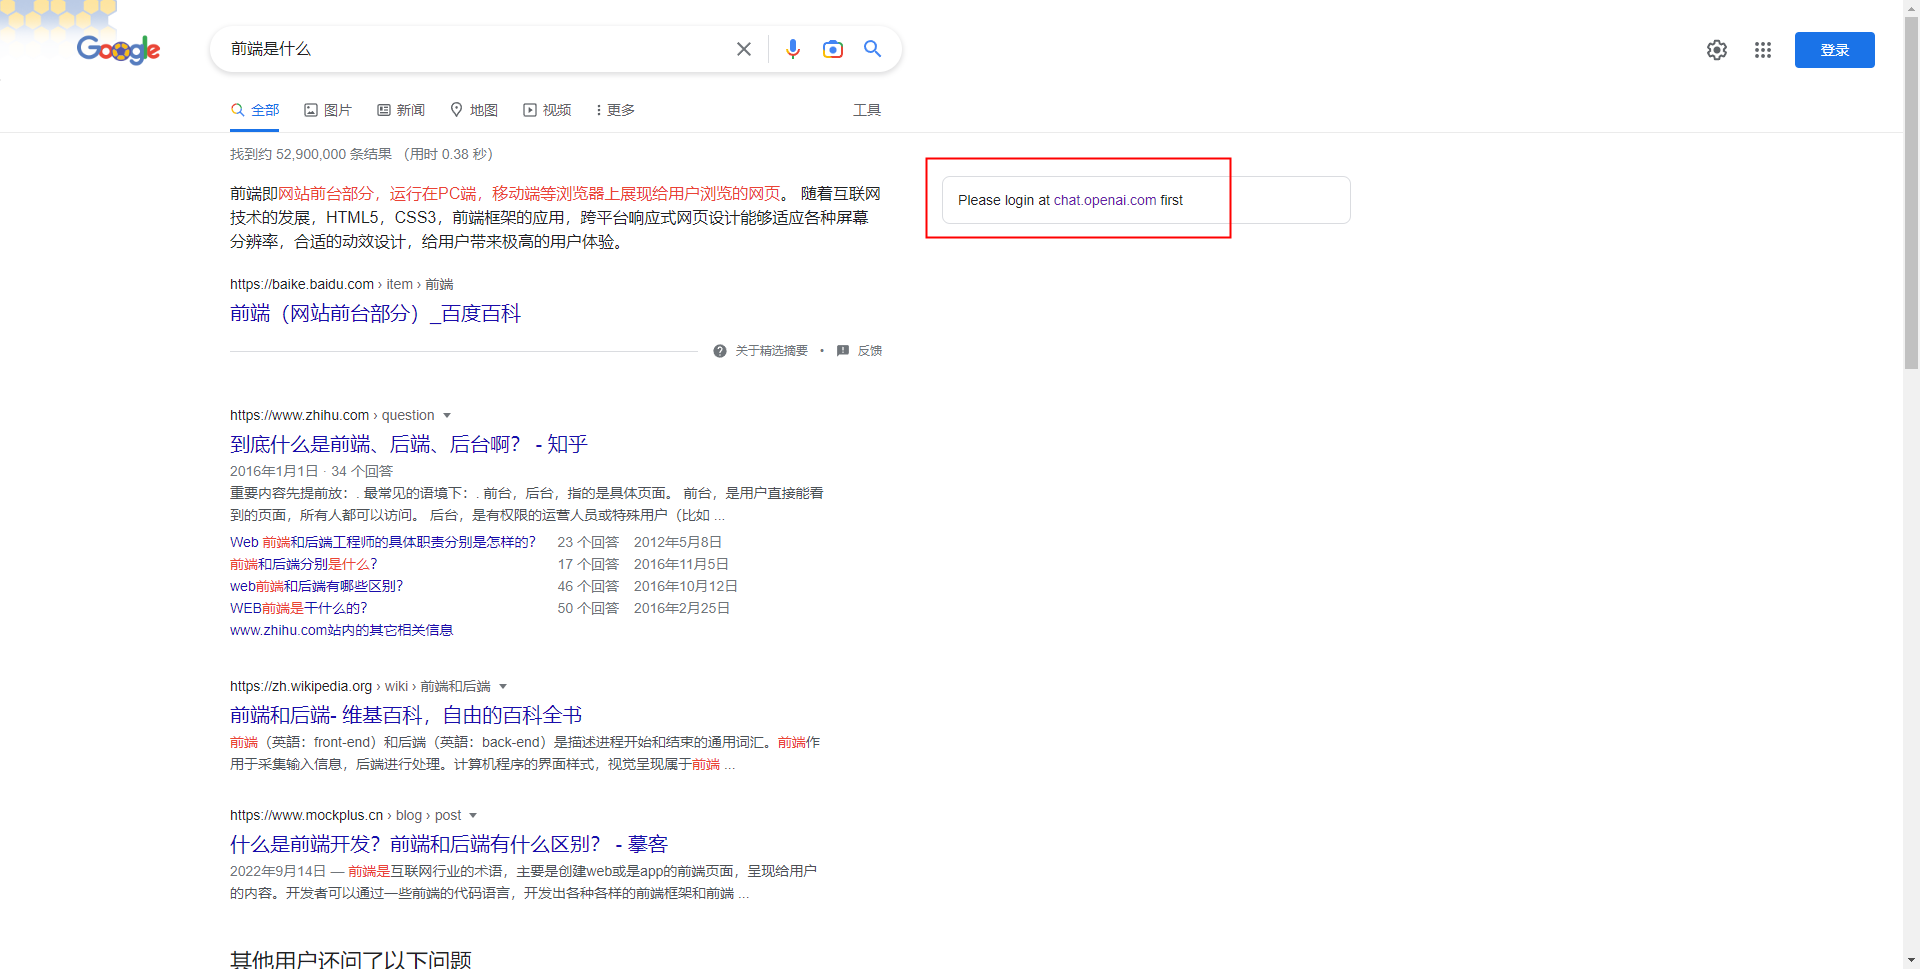 Google
前端是什么
登录
全部
图片
新闻
地图
视频
更多
工具
找到约 52,900,000 条结果 （用时 0.38 秒）
前端即网站前台部分，运行在PC端，移动端等浏览器上展现给用户浏览的网页。 随着互联网
技术的发展，HTML5，CSS3，前端框架的应用，跨平台响应式网页设计能够适应各种屏幕
分辨率，合适的动效设计，给用户带来极高的用户体验。
https://baike.baidu.com › item › 前端
前端（网站前台部分）_百度百科
关于精选摘要 • 反馈
Please login at chat.openai.com first
https://www.zhihu.com › question
到底什么是前端、后端、后台啊？ - 知乎
2016年1月1日 · 34 个回答
重要内容先提前放：. 最常见的语境下：. 前台，后台，指的是具体页面。 前台，是用户直接能看
到的页面，所有人都可以访问。 后台，是有权限的运营人员或特殊用户（比如 ...
Web 前端和后端工程师的具体职责分别是怎样的？ 23 个回答 2012年5月8日
前端和后端分别是什么？ 17 个回答 2016年11月5日
web前端和后端有哪些区别？ 46 个回答 2016年10月12日
WEB前端是干什么的？ 50 个回答 2016年2月25日
www.zhihu.com站内的其它相关信息
https://zh.wikipedia.org › wiki › 前端和后端
前端和后端- 维基百科，自由的百科全书
前端（英語：front-end）和后端（英語：back-end）是描述进程开始和结束的通用词汇。前端作
用于采集输入信息，后端进行处理。计算机程序的界面样式，视觉呈现属于前端 ...
https://www.mockplus.cn › blog › post
什么是前端开发？前端和后端有什么区别？ - 摹客
2022年9月14日 — 前端是互联网行业的术语，主要是创建web或是app的前端页面，呈现给用户
的内容。开发者可以通过一些前端的代码语言，开发出各种各样的前端框架和前端 ...
其他用户还问了以下问题